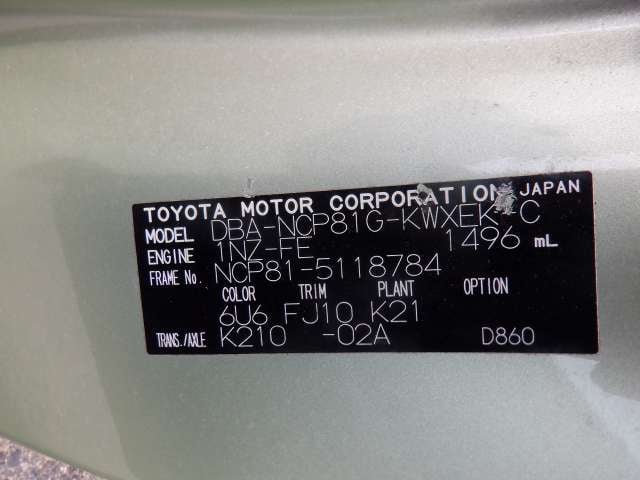 TOYOTA MOTOR CORPORATION JAPAN
MODEL DBA-NCP81G-KWXEK C
ENGINE 1NZ-FE 1496 mL
FRAME No. NCP81-5118784
COLOR TRIM PLANT OPTION
6U6 FJ10 K21
TRANS./AXLE K210 -02A D860